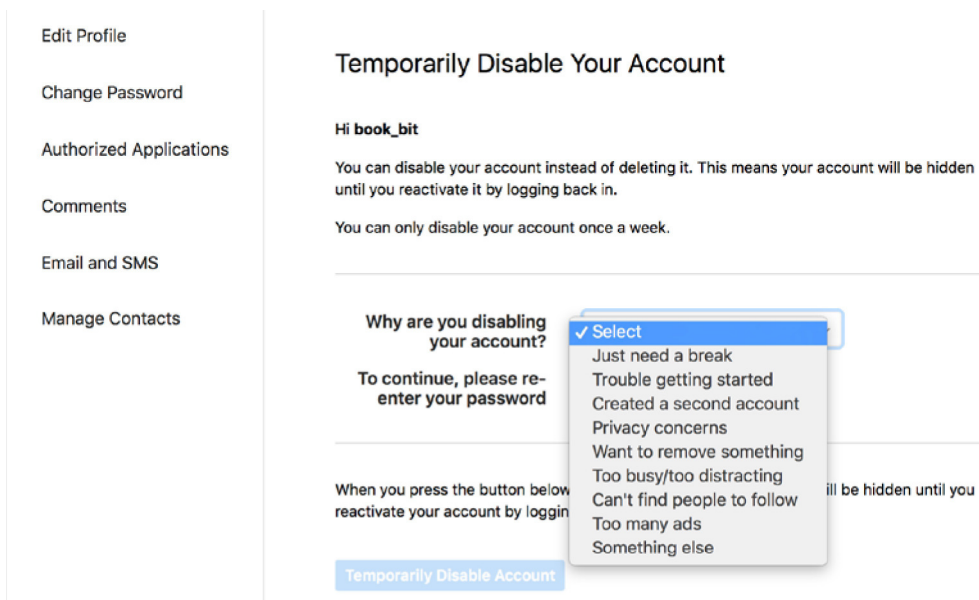 Edit Profile
Change Password
Authorized Applications
Comments
Email and SMS
Manage Contacts
Temporarily Disable Your Account
Hi book_bit
You can disable your account instead of deleting it. This means your account will be hidden
until you reactivate it by logging back in.
You can only disable your account once a week.
Why are you disabling
your account?
To continue, please re-
enter your password
✓ Select
Just need a break
Trouble getting started
Created a second account
Privacy concerns
Want to remove something
Too busy/too distracting
Can't find people to follow
Too many ads
Something else
When you press the button below ill be hidden until you
reactivate your account by loggin
Temporarily Disable Account